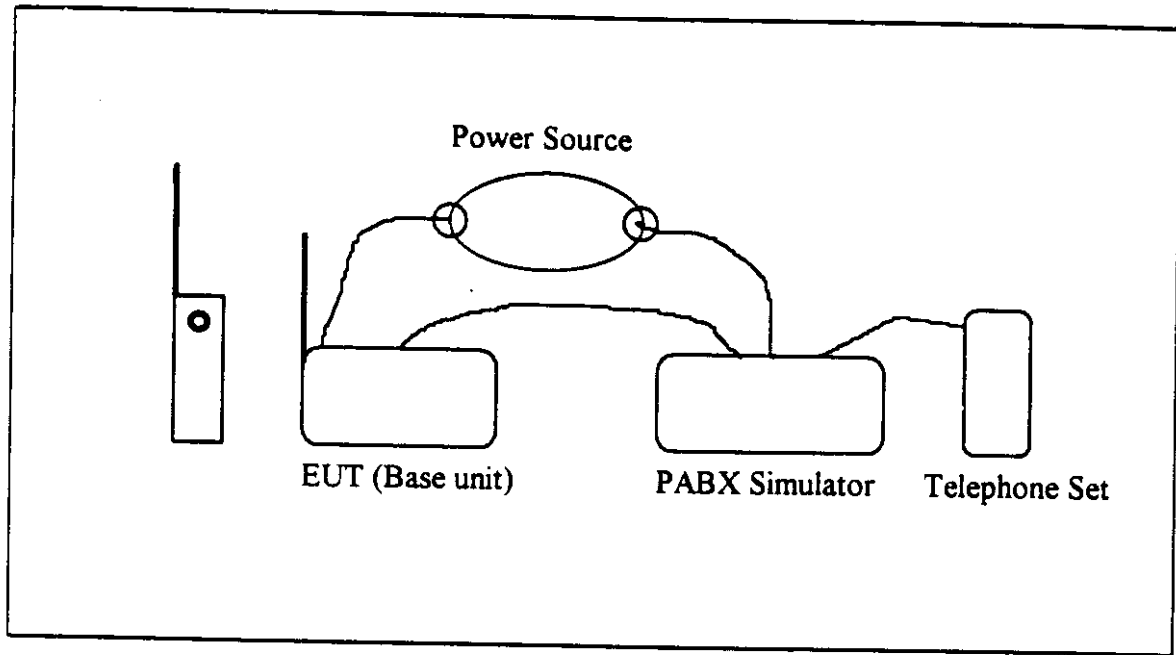 Power Source
EUT (Base unit)
PABX Simulator
Telephone Set